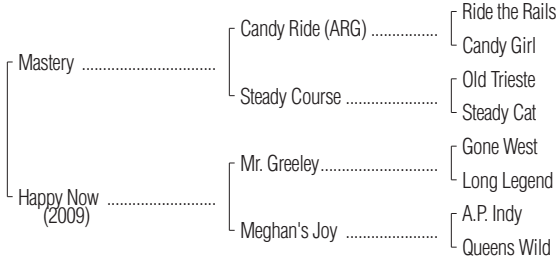 Ride the Rails
Candy Ride (ARG) ................
Candy Girl
Mastery ................................
Old Trieste
Steady Course ......................
Steady Cat
Gone West
Mr. Greeley............................
Long Legend
Happy Now ..........................
(2009)
A.P. Indy
Meghan's Joy ......................
Queens Wild